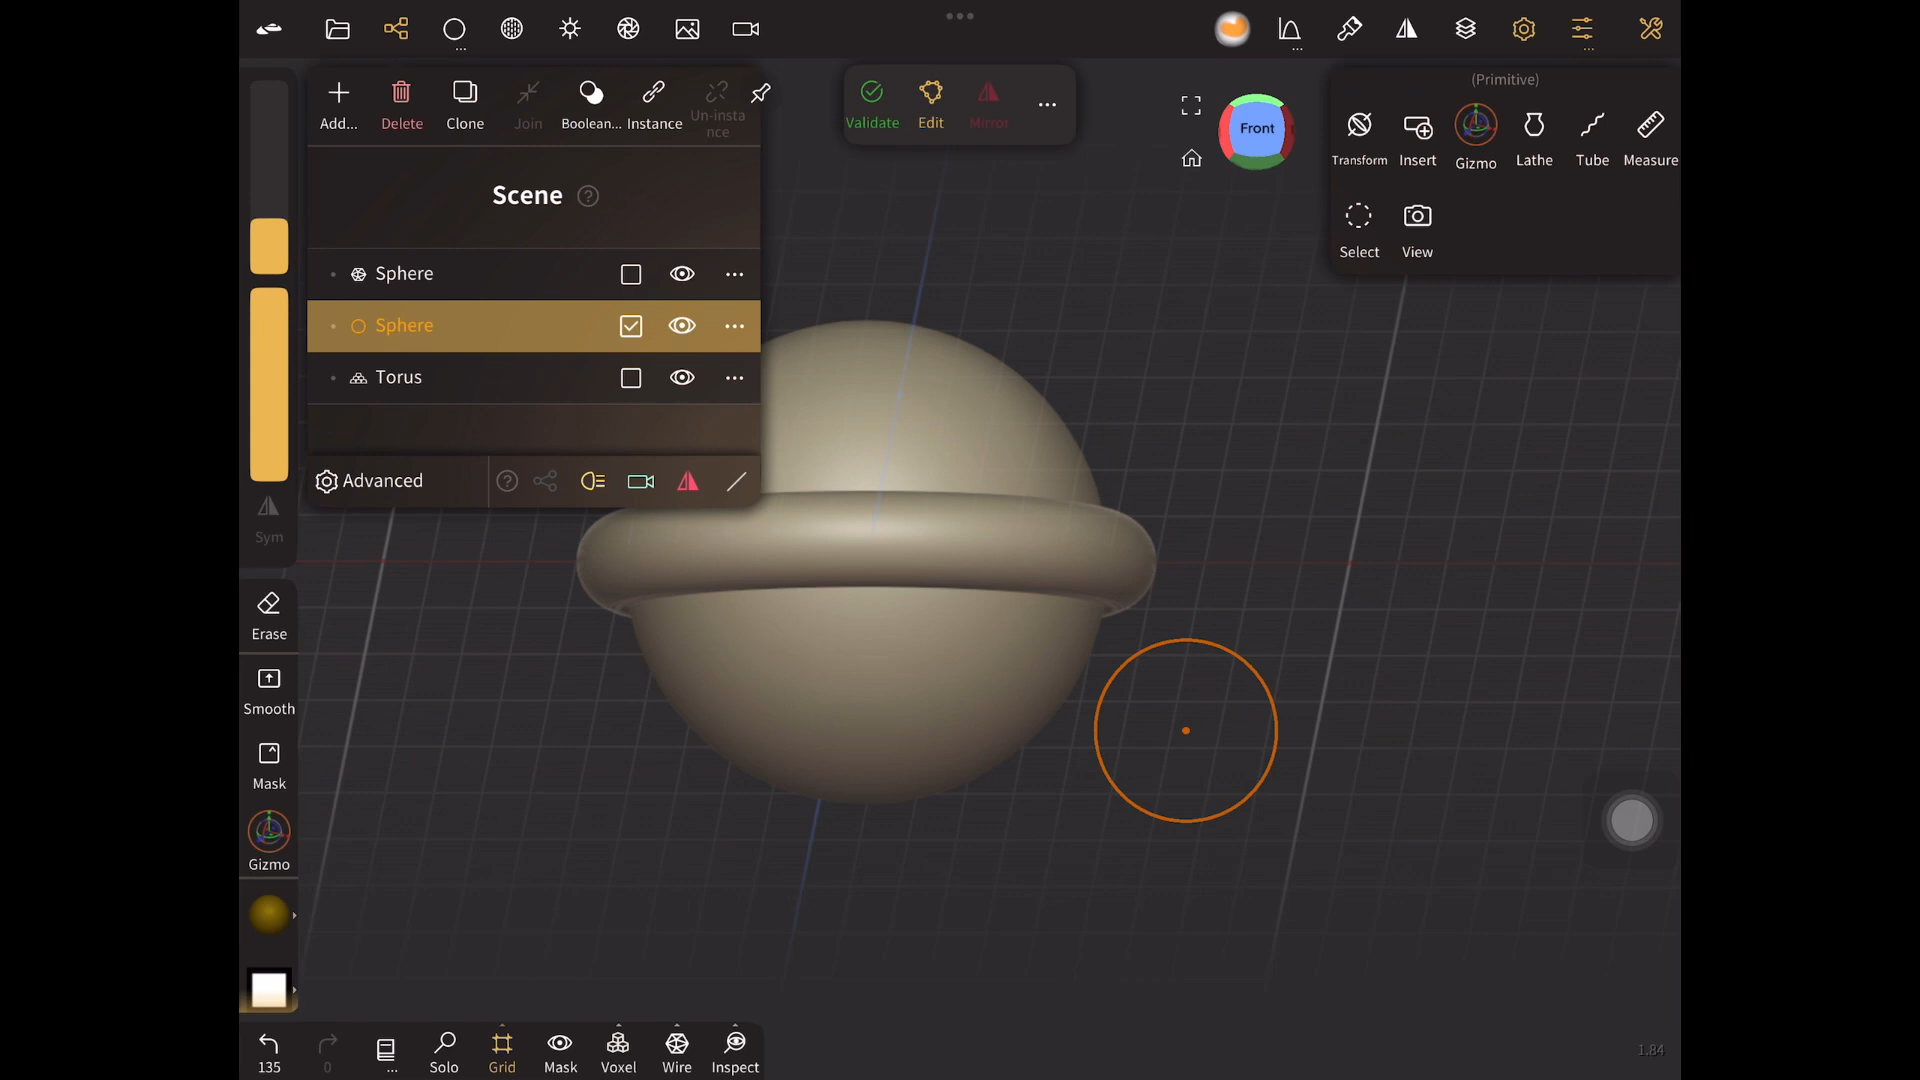 Add...
Delete
Clone
Join
Boolean...
Instance
Un-insta
nce
Validate
Edit
Mirror
...
Front
(Primitive)
Transform
Insert
Gizmo
Lathe
Tube
Measure
Select
View
Scene ?
Sphere
Sphere
Torus
Advanced
?
Sym
Erase
Smooth
Mask
Gizmo
135
0
...
Solo
Grid
Mask
Voxel
Wire
Inspect
1.84